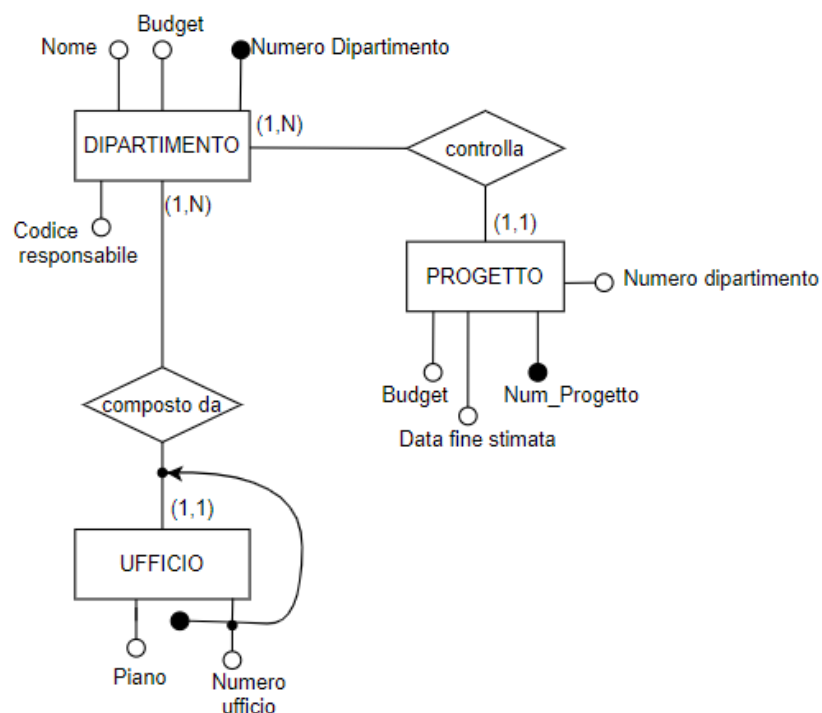 Budget
Nome
Numero Dipartimento
(1,N)
DIPARTIMENTO
controlla
(1,N)
Codice
responsabile
(1,1)
PROGETTO
Numero dipartimento
Budget
Num_Progetto
Data fine stimata
composto da
(1,1)
UFFICIO
Piano
Numero
ufficio